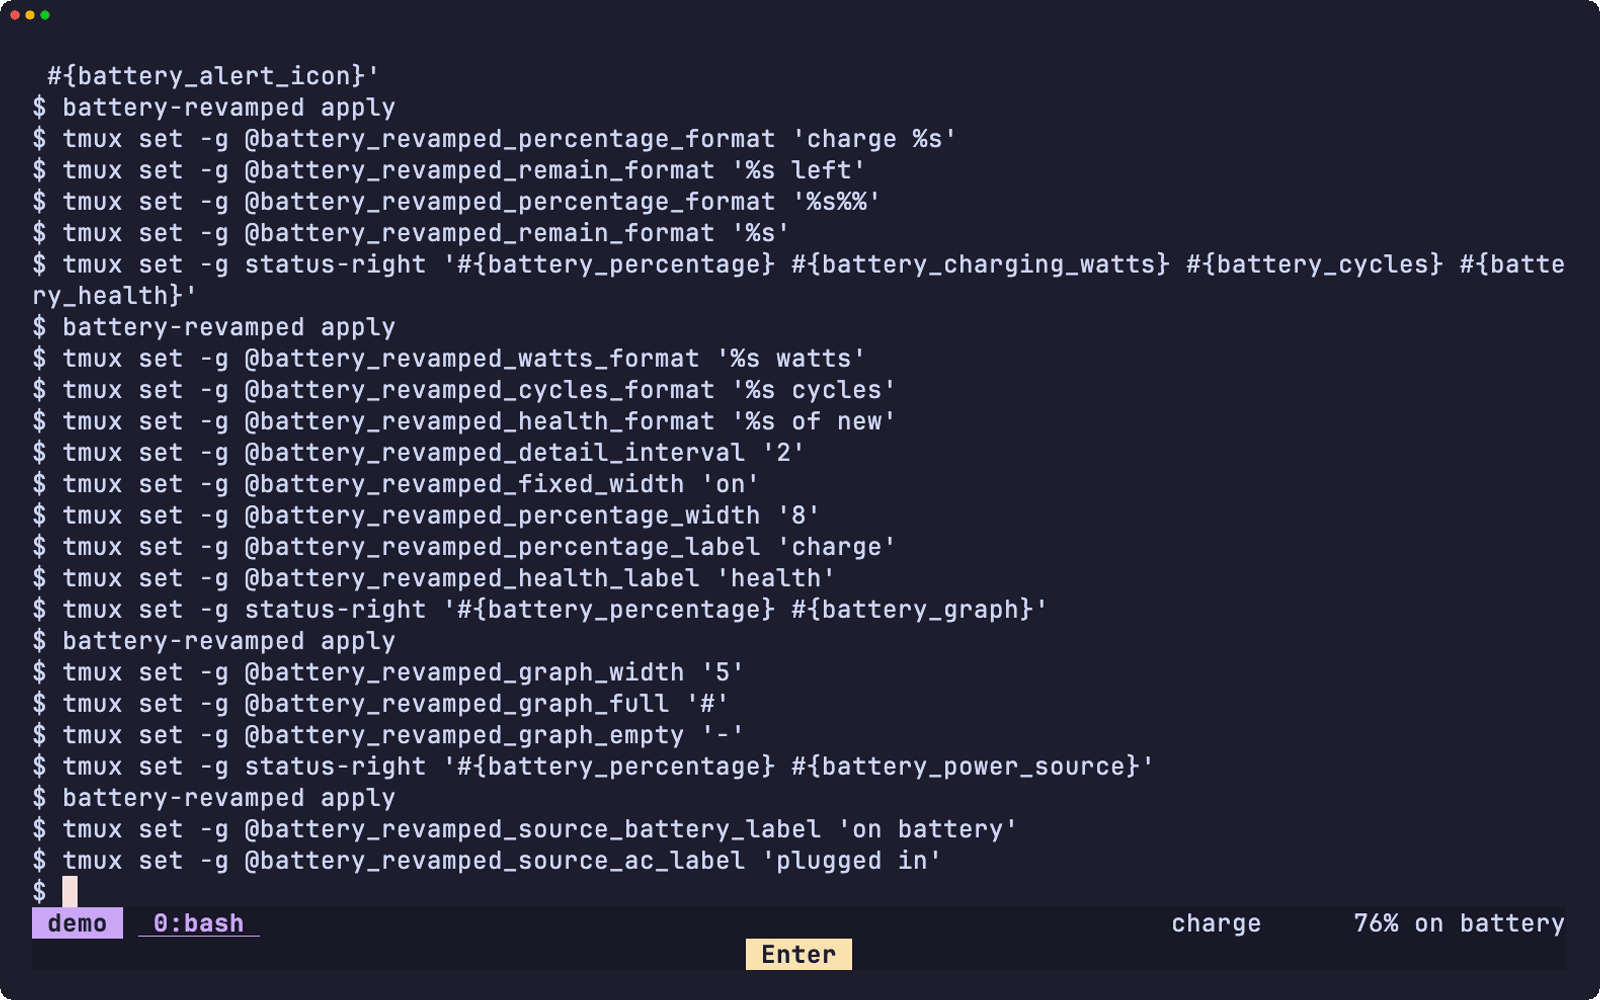 #{battery_alert_icon}'
$ battery-revamped apply
$ tmux set -g @battery_revamped_percentage_format 'charge %s'
$ tmux set -g @battery_revamped_remain_format '%s left'
$ tmux set -g @battery_revamped_percentage_format '%s%%'
$ tmux set -g @battery_revamped_remain_format '%s'
$ tmux set -g status-right '#{battery_percentage} #{battery_charging_watts} #{battery_cycles} #{batte
ry_health}'
$ battery-revamped apply
$ tmux set -g @battery_revamped_watts_format '%s watts'
$ tmux set -g @battery_revamped_cycles_format '%s cycles'
$ tmux set -g @battery_revamped_health_format '%s of new'
$ tmux set -g @battery_revamped_detail_interval '2'
$ tmux set -g @battery_revamped_fixed_width 'on'
$ tmux set -g @battery_revamped_percentage_width '8'
$ tmux set -g @battery_revamped_percentage_label 'charge'
$ tmux set -g @battery_revamped_health_label 'health'
$ tmux set -g status-right '#{battery_percentage} #{battery_graph}'
$ battery-revamped apply
$ tmux set -g @battery_revamped_graph_width '5'
$ tmux set -g @battery_revamped_graph_full '#'
$ tmux set -g @battery_revamped_graph_empty '-'
$ tmux set -g status-right '#{battery_percentage} #{battery_power_source}'
$ battery-revamped apply
$ tmux set -g @battery_revamped_source_battery_label 'on battery'
$ tmux set -g @battery_revamped_source_ac_label 'plugged in'
$
demo 0:bash charge 76% on battery
Enter